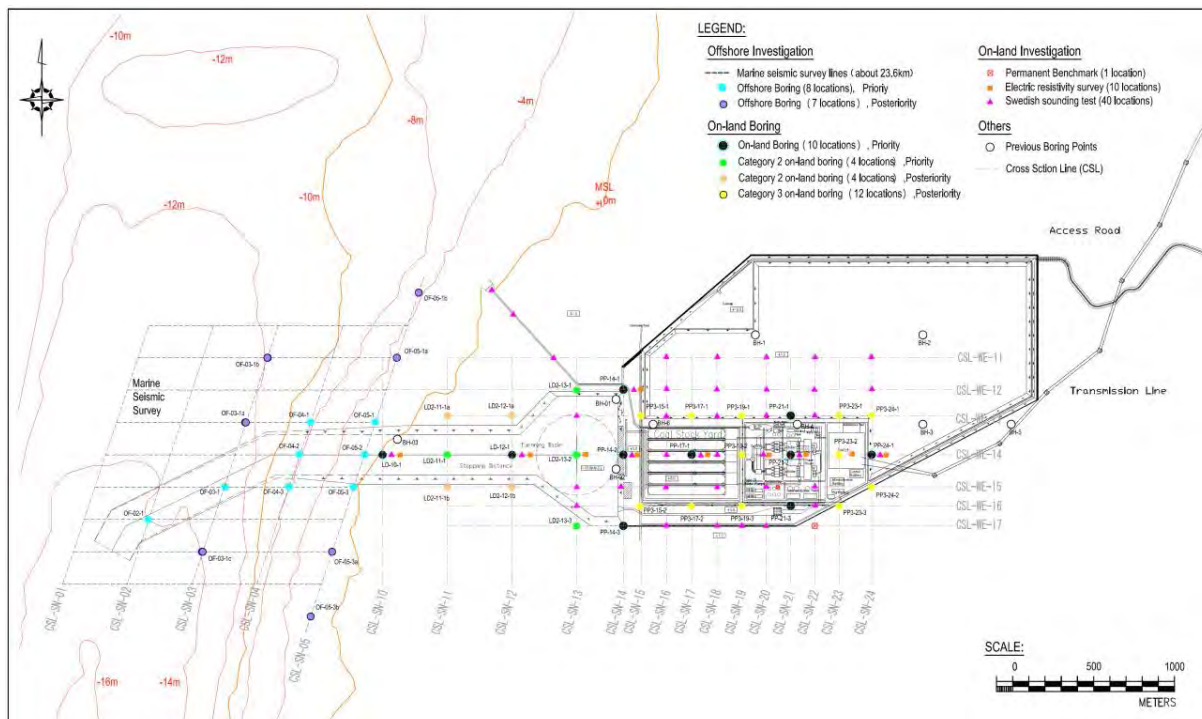 LEGEND:
Offshore Investigation
Marine seismic survey lines (about 23.6km)
Offshore Boring (8 locations), Prioriy
Offshore Boring (7 locations) , Posteriority
On-land Boring
On-land Boring (10 locations) , Priority
Category 2 on-land boring (4 locations) ,Priority
Category 2 on-land boring (4 locations) ,Posteriority
Category 3 on-land boring (12 locations) ,Posteriority
On-land Investigation
Permanent Benchmark (1 location)
Electric resistivity survey (10 locations)
Swedish sounding test (40 locations)
Others
Previous Boring Points
Cross Sction Line (CSL)
-10m
-12m
-4m
-8m
-10m
-12m
MSL
+0m
-16m
-14m
Access Road
Transmission Line
Marine
Seismic
Survey
OF-05-1c
OF-03-1b
OF-05-1a
OF-03-1a
OF-04-1
OF-05-1
OF-04-2
OF-05-2
OF-03-1
OF-04-3
OF-05-3
OF-02-1
OF-03-1c
OF-05-3a
OF-05-3b
BH-03
LD-10-1
LD2-11-1a
LD2-12-1a
LD2-11-1
LD-12-1
LD2-11-1b
LD2-12-1b
LD2-13-1
LD2-13-2
LD2-13-3
Turning Basin
Stopping Distance
PP-14-1
BH-01
PP-14-2
PP-14-3
BH-1
BH-2
BH-3
BH-5
BH-6
PP3-15-1
PP3-17-1
PP3-19-1
PP-21-1
PP3-23-1
PP3-24-1
Coal Stock Yard
PP-17-1
PP3-19-2
PP3-23-2
PP-24-1
PP3-24-2
PP3-15-2
PP3-17-2
PP3-19-3
PP-21-3
PP3-23-3
CSL-WE-11
CSL-WE-12
CSL-WE-14
CSL-WE-15
CSL-WE-16
CSL-WE-17
CSL-SN-01
CSL-SN-02
CSL-SN-03
CSL-SN-04
CSL-SN-05
CSL-SN-10
CSL-SN-11
CSL-SN-12
CSL-SN-13
CSL-SN-14
CSL-SN-15
CSL-SN-16
CSL-SN-17
CSL-SN-18
CSL-SN-19
CSL-SN-20
CSL-SN-21
CSL-SN-22
CSL-SN-23
CSL-SN-24
SCALE:
0 500 1000
METERS